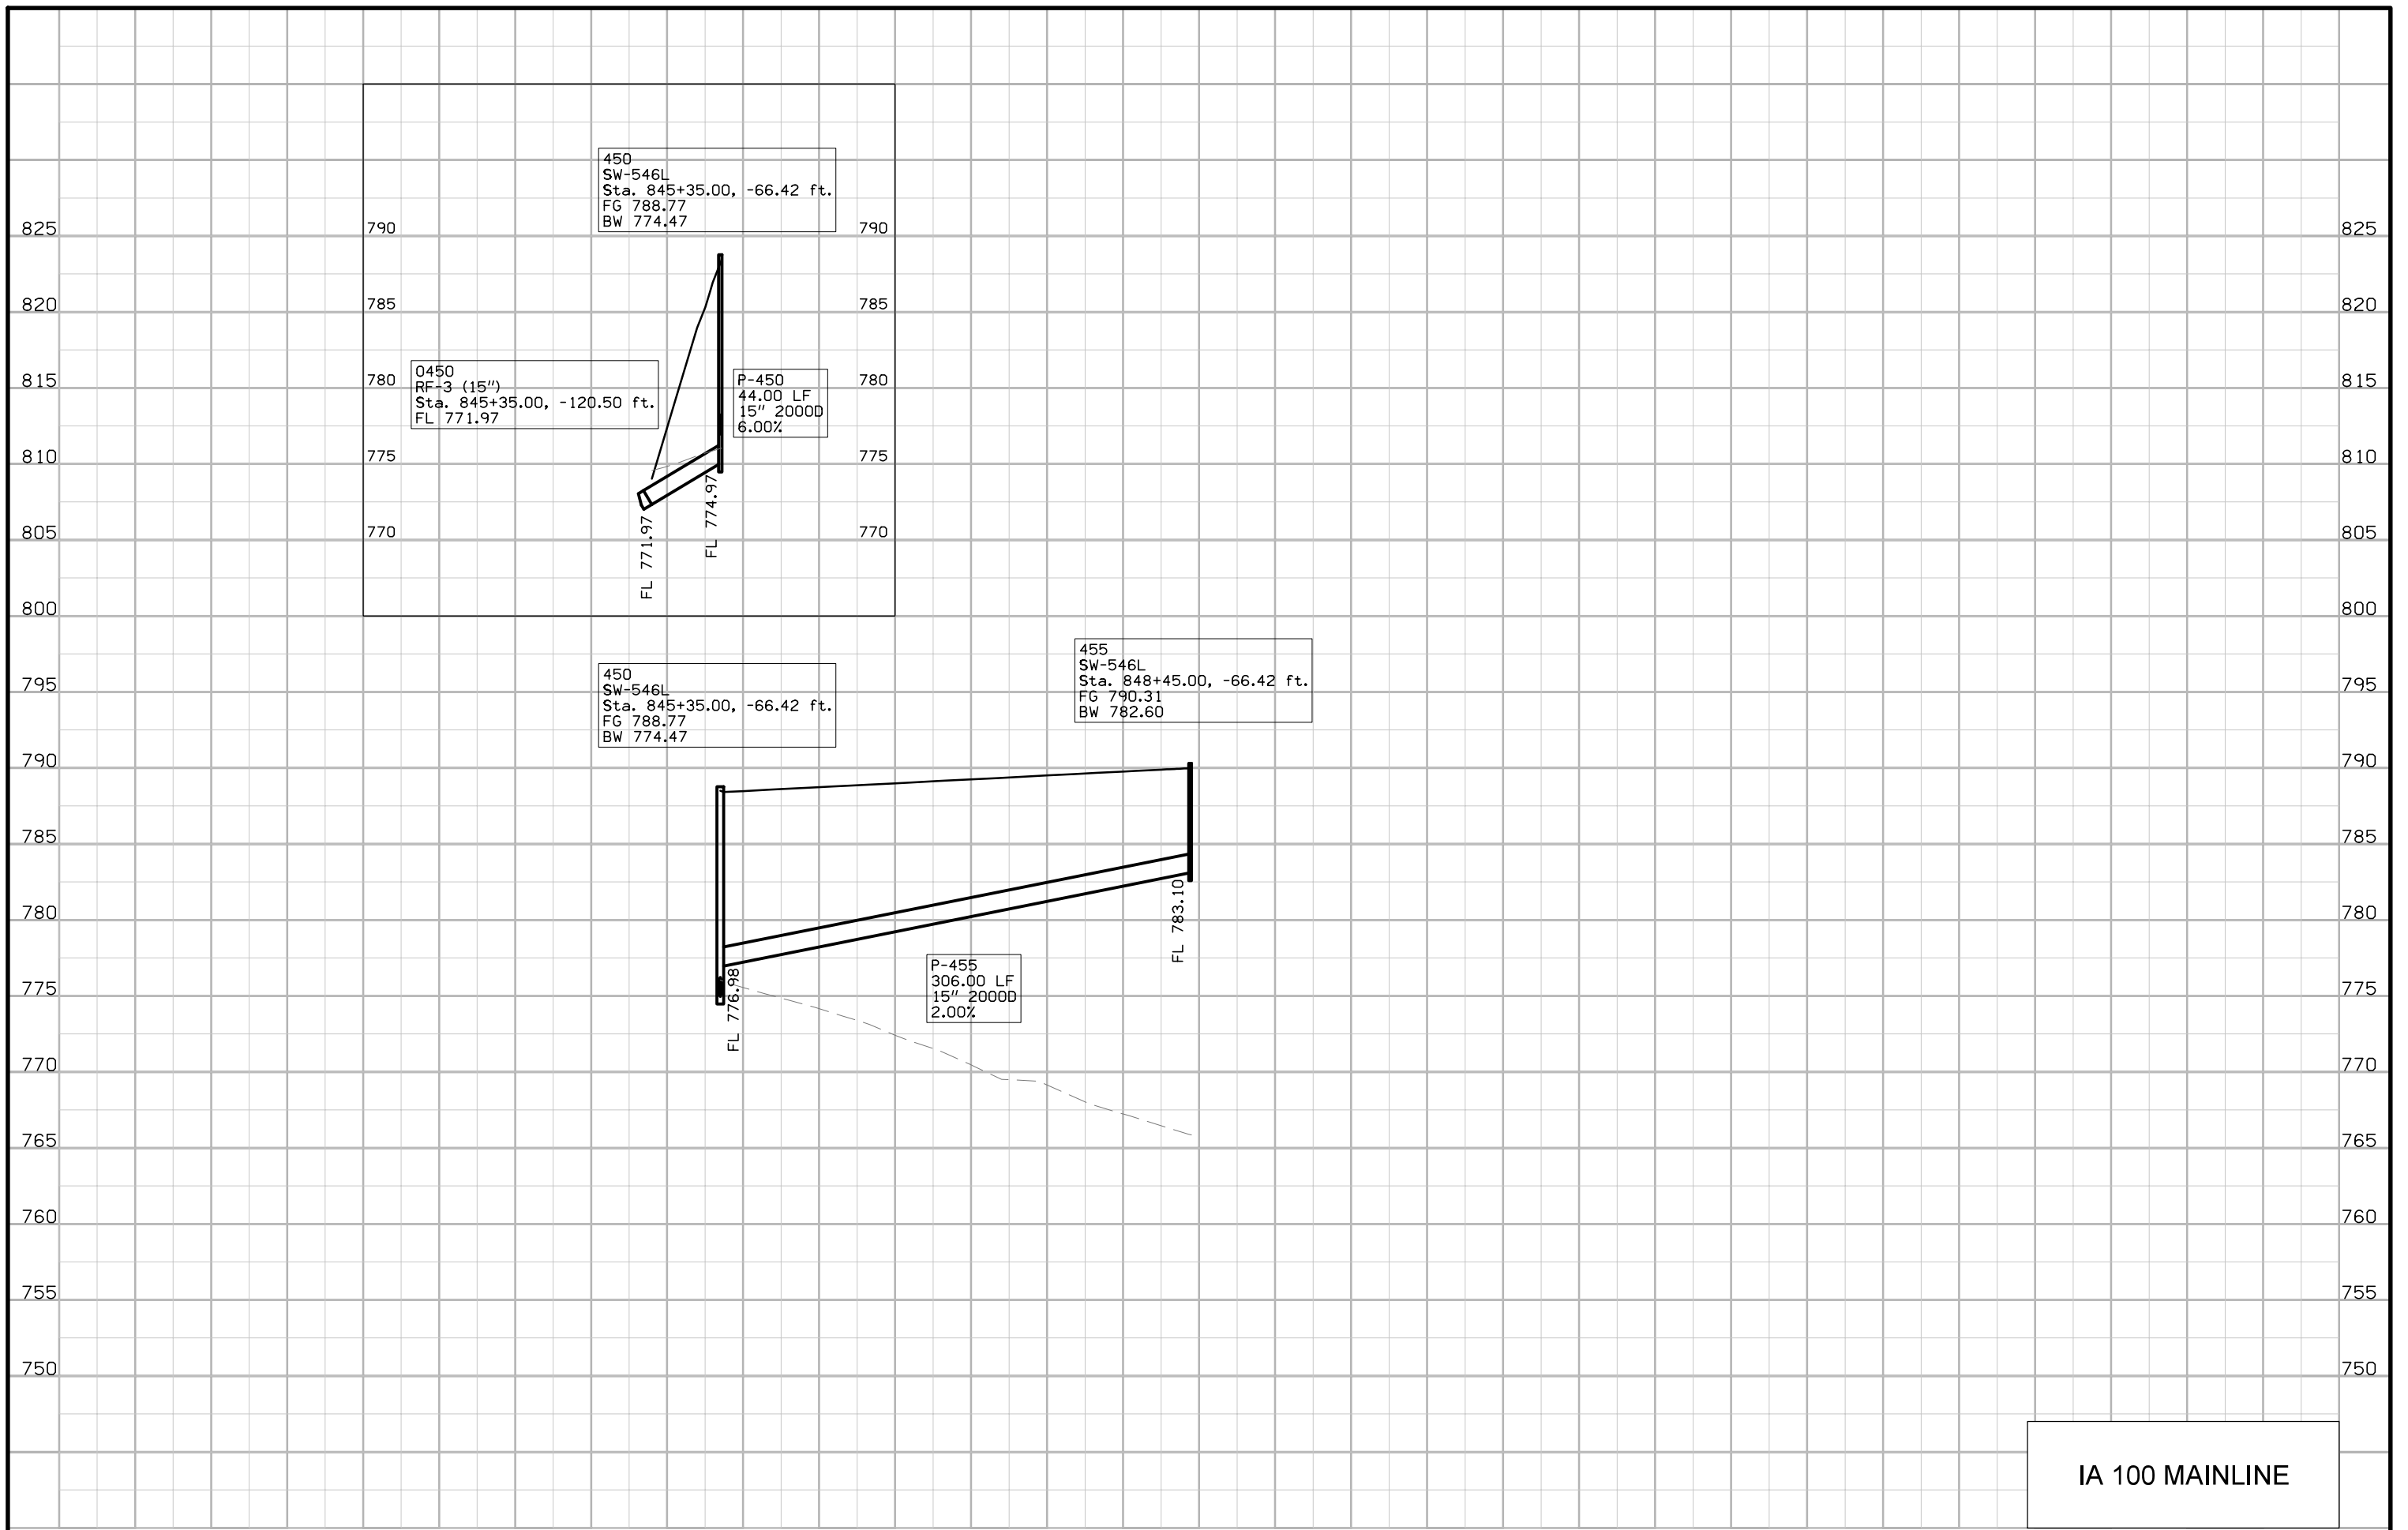 450
SW-546L
Sta. 845+35.00, -66.42 ft.
FG 788.77
BW 774.47
825
790
790
825
820
785
785
820
0450
RF-3 (15")
Sta. 845+35.00, -120.50 ft.
FL 771.97
P-450
44.00 LF
15" 2000D
6.00%
815
780
780
815
810
775
775
810
FL 771.97
FL 774.97
805
770
770
805
800
800
450
SW-546L
Sta. 845+35.00, -66.42 ft.
FG 788.77
BW 774.47
455
SW-546L
Sta. 848+45.00, -66.42 ft.
FG 790.31
BW 782.60
795
795
790
790
785
785
780
780
FL 776.98
FL 783.10
P-455
306.00 LF
15" 2000D
2.00%
775
775
770
770
765
765
760
760
755
755
750
750
IA 100 MAINLINE